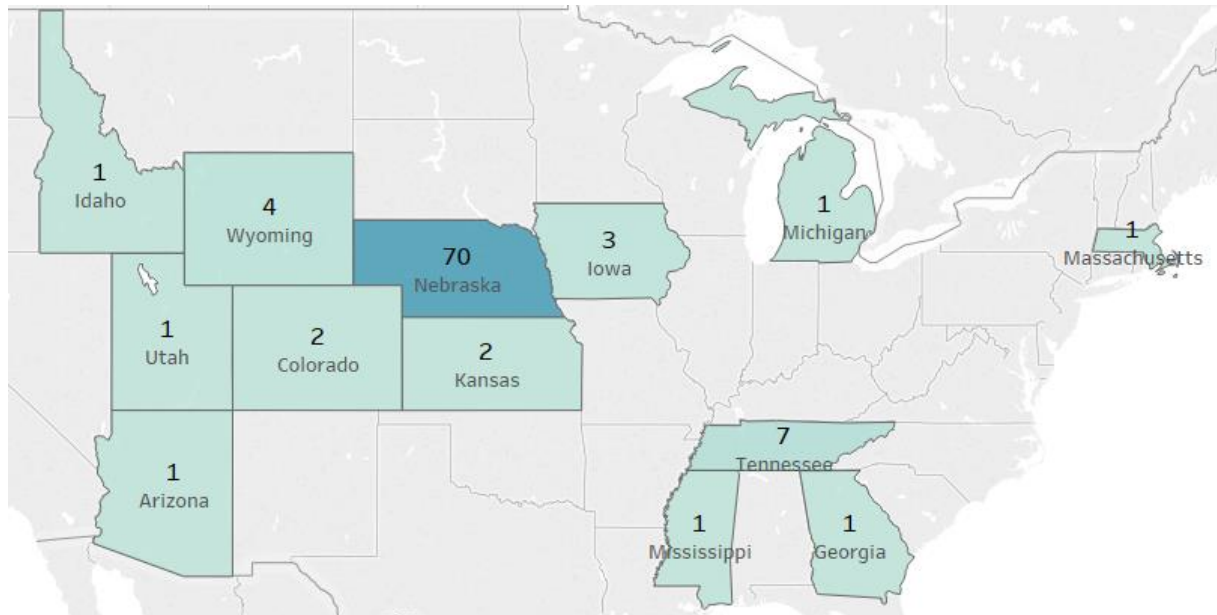 1
Idaho
4
Wyoming
70
Nebraska
3
Iowa
1
Michigan
1
Massachusetts
1
Utah
2
Colorado
2
Kansas
7
Tennessee
1
Arizona
1
Mississippi
1
Georgia